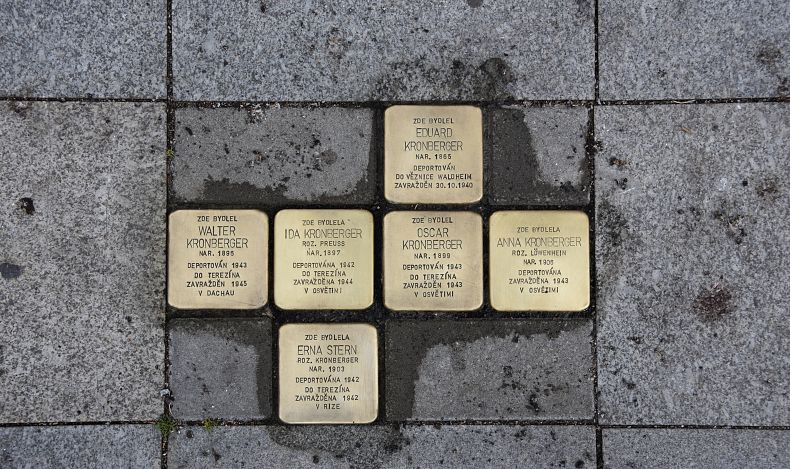 ZDE BYDLEL
EDUARD
KRONBERGER
NAR. 1865
DEPORTOVÁN
DO VĚZNICE WALDHEIM
ZAVRAŽDĚN 30.10.1940
ZDE BYDLEL
WALTER
KRONBERGER
NAR. 1895
DEPORTOVÁN 1943
DO TEREZÍNA
ZAVRAŽDĚN 1945
V DACHAU
ZDE BYDLELA
IDA KRONBERGER
ROZ. PREUSS
NAR. 1897
DEPORTOVÁNA 1942
DO TEREZÍNA
ZAVRAŽDĚNA 1944
V OSVĚTIMI
ZDE BYDLEL
OSCAR
KRONBERGER
NAR. 1899
DEPORTOVÁN 1943
DO TEREZÍNA
ZAVRAŽDĚN 1943
V OSVĚTIMI
ZDE BYDLELA
ANNA KRONBERGER
ROZ. LÖWENHEIN
NAR. 1906
DEPORTOVÁNA
ZAVRAŽDĚNA 1943
V OSVĚTIMI
ZDE BYDLELA
ERNA STERN
ROZ. KRONBERGER
NAR. 1903
DEPORTOVÁNA 1942
DO TEREZÍNA
ZAVRAŽDĚNA 1942
V RIZE